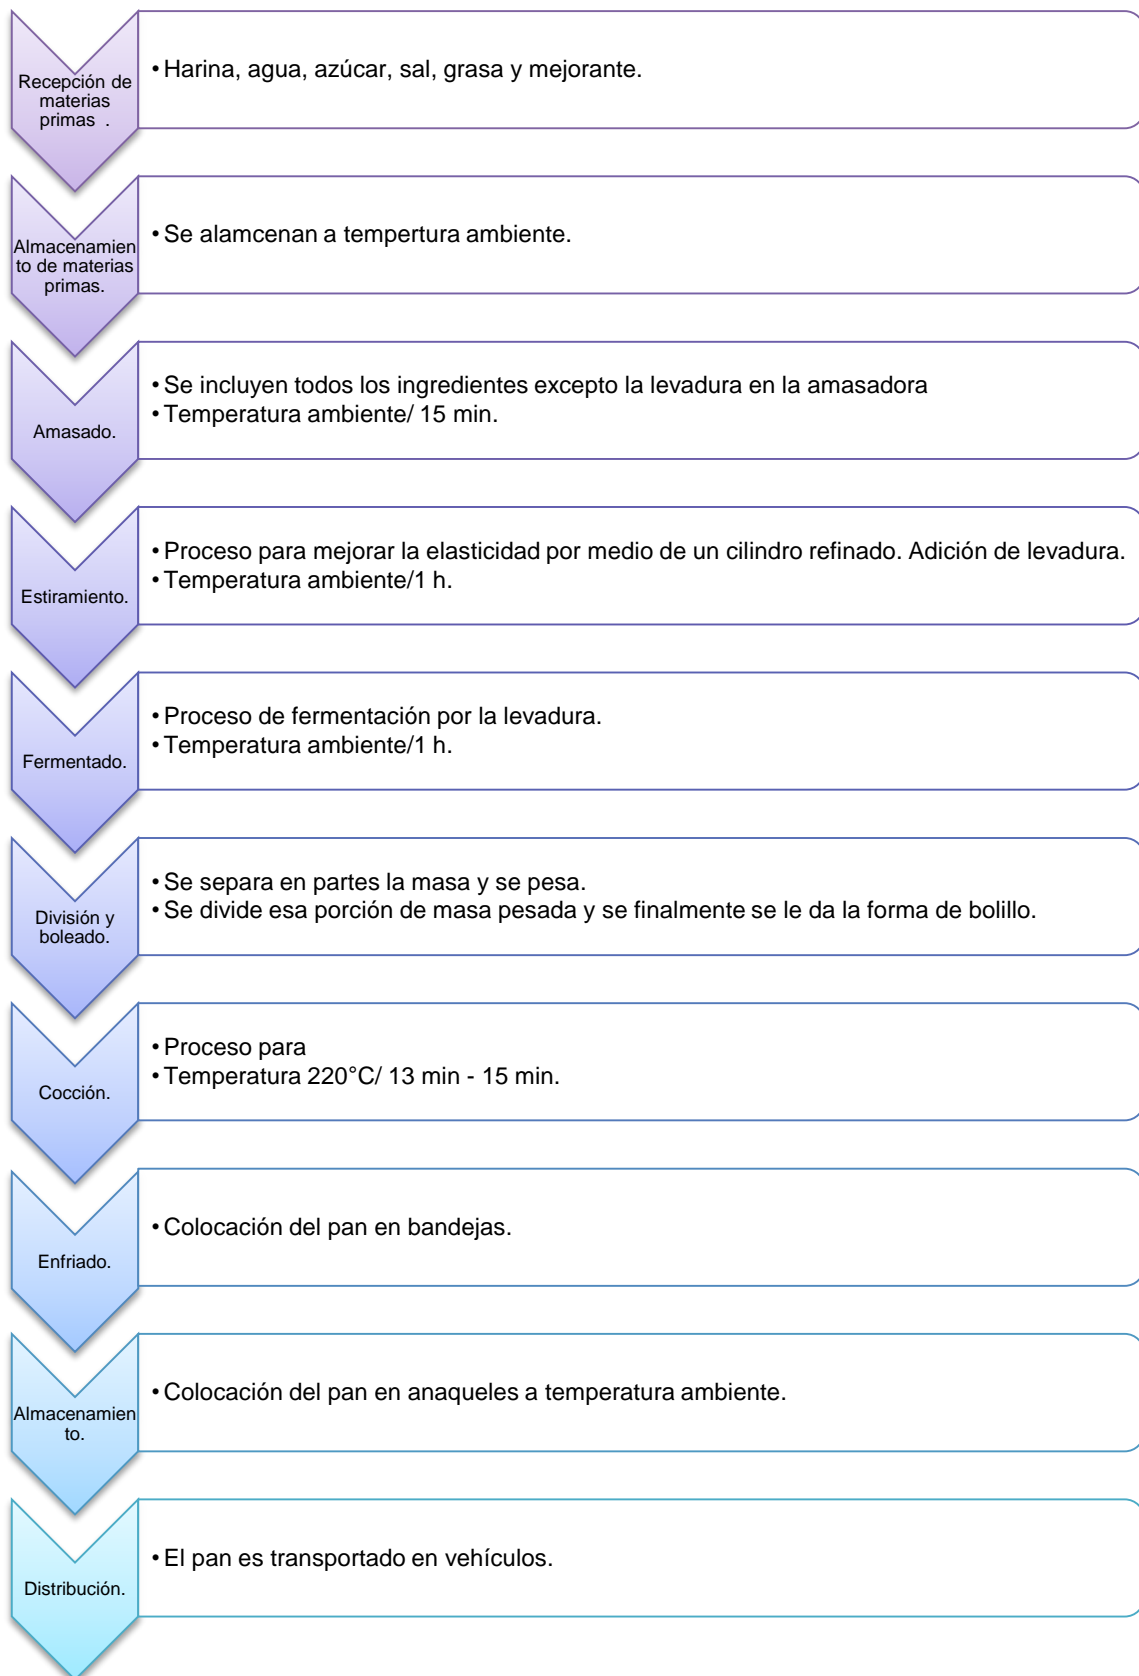 Recepción de
materias
primas .
• Harina, agua, azúcar, sal, grasa y mejorante.
Almacenamien
to de materias
primas.
• Se alamcenan a tempertura ambiente.
Amasado.
• Se incluyen todos los ingredientes excepto la levadura en la amasadora
• Temperatura ambiente/ 15 min.
Estiramiento.
• Proceso para mejorar la elasticidad por medio de un cilindro refinado. Adición de levadura.
• Temperatura ambiente/1 h.
Fermentado.
• Proceso de fermentación por la levadura.
• Temperatura ambiente/1 h.
División y
boleado.
• Se separa en partes la masa y se pesa.
• Se divide esa porción de masa pesada y se finalmente se le da la forma de bolillo.
Cocción.
• Proceso para
• Temperatura 220°C/ 13 min - 15 min.
Enfriado.
• Colocación del pan en bandejas.
Almacenamien
to.
• Colocación del pan en anaqueles a temperatura ambiente.
Distribución.
• El pan es transportado en vehículos.